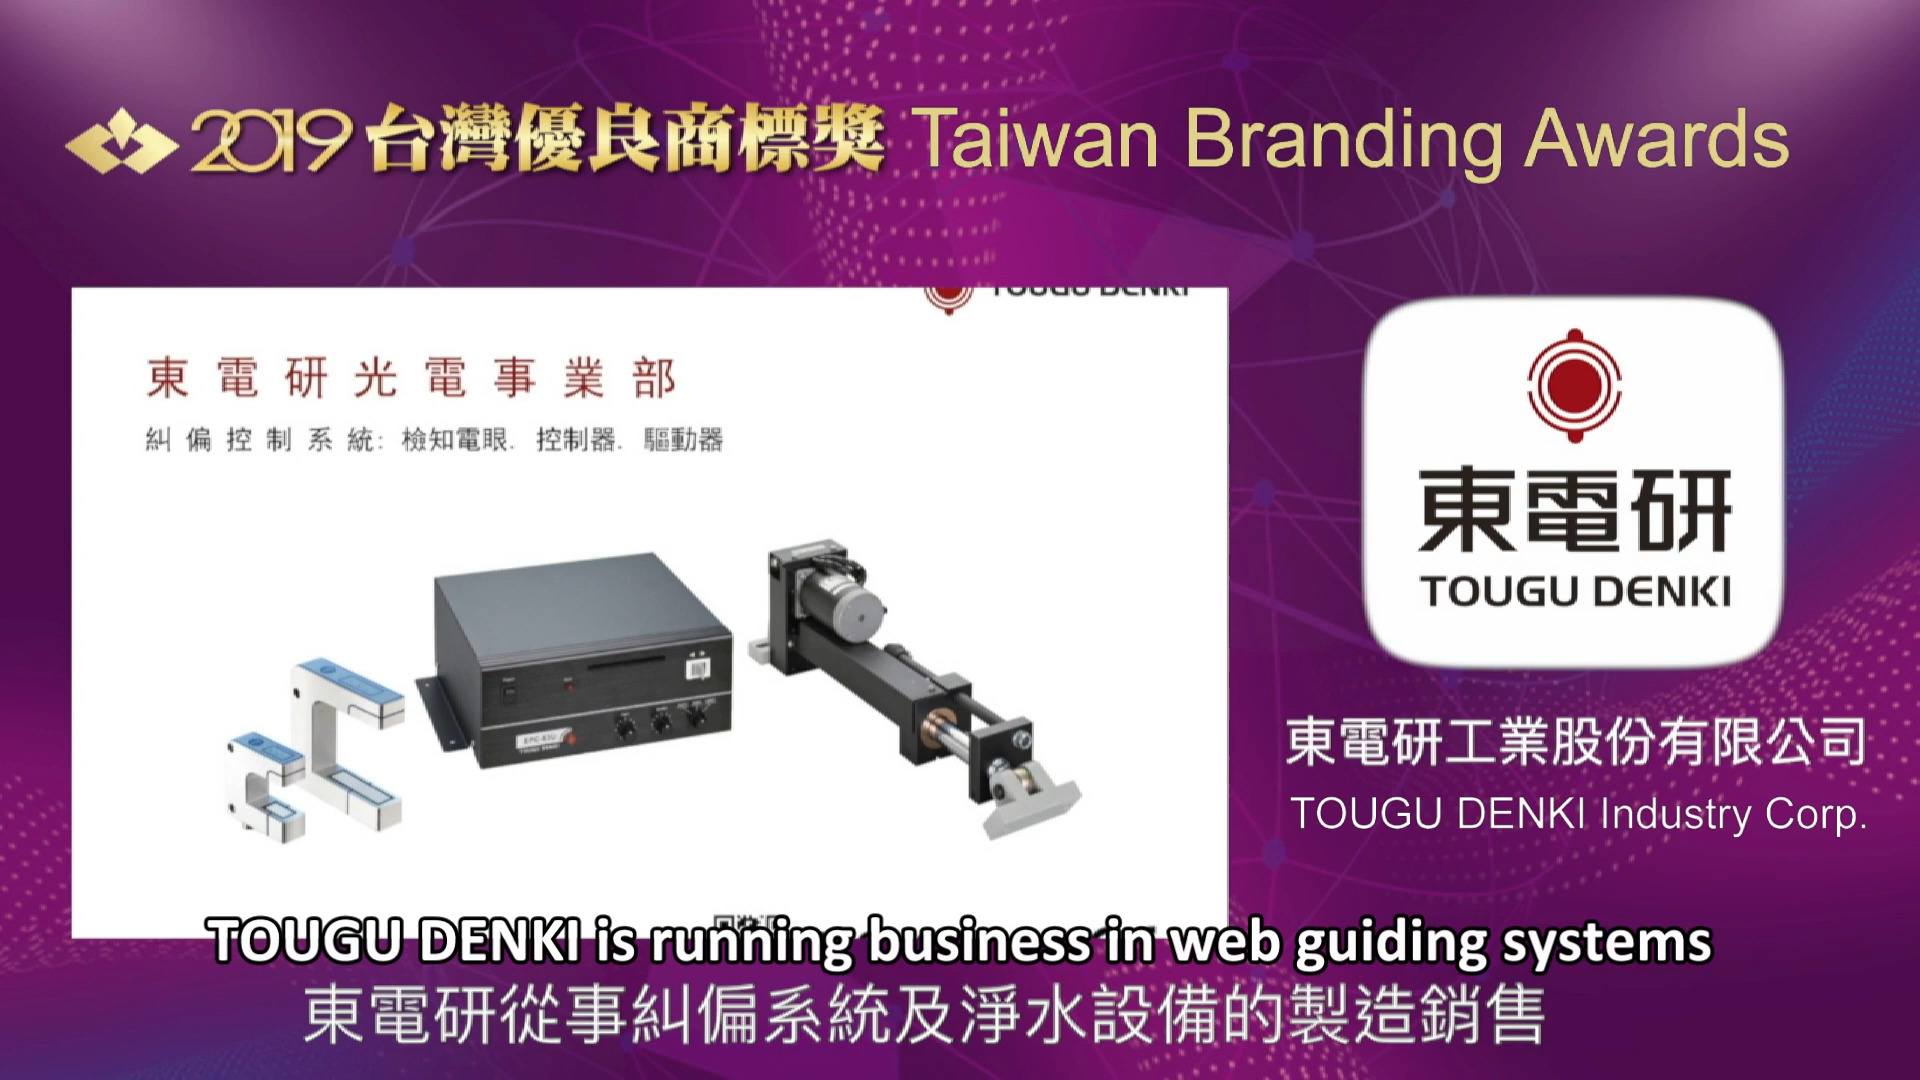 2019台灣優良商標獎 Taiwan Branding Awards
TOUGU DENKI
東電研光電事業部
糾偏控制系統: 檢知電眼. 控制器. 驅動器
EPC-83U
東電研
TOUGU DENKI
東電研工業股份有限公司
TOUGU DENKI Industry Corp.
TOUGU DENKI is running business in web guiding systems
東電研從事糾偏系統及淨水設備的製造銷售